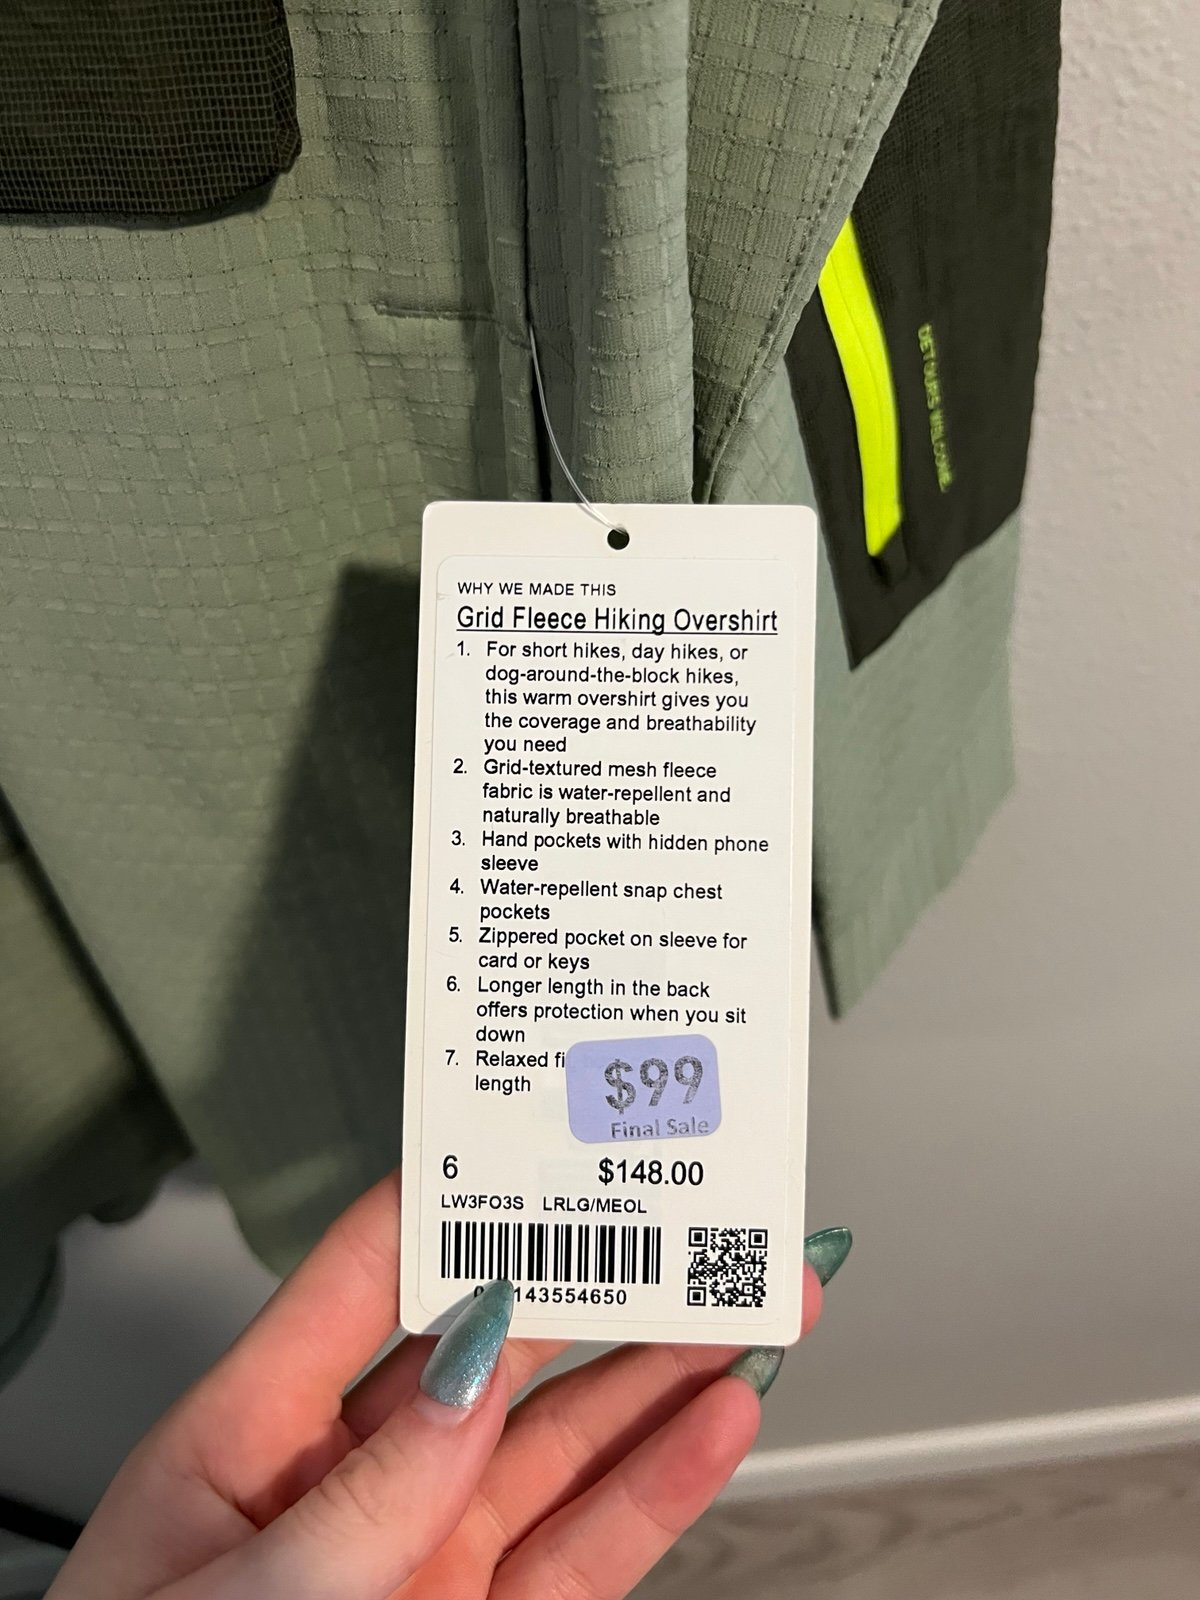 DETOURS WELCOME.
WHY WE MADE THIS
Grid Fleece Hiking Overshirt
1. For short hikes, day hikes, or
dog-around-the-block hikes,
this warm overshirt gives you
the coverage and breathability
you need
2. Grid-textured mesh fleece
fabric is water-repellent and
naturally breathable
3. Hand pockets with hidden phone
sleeve
4. Water-repellent snap chest
pockets
5. Zippered pocket on sleeve for
card or keys
6. Longer length in the back
offers protection when you sit
down
7. Relaxed
length
$99
Final Sale
6 $148.00
LW3FO3S LRLG/MEOL
143554650